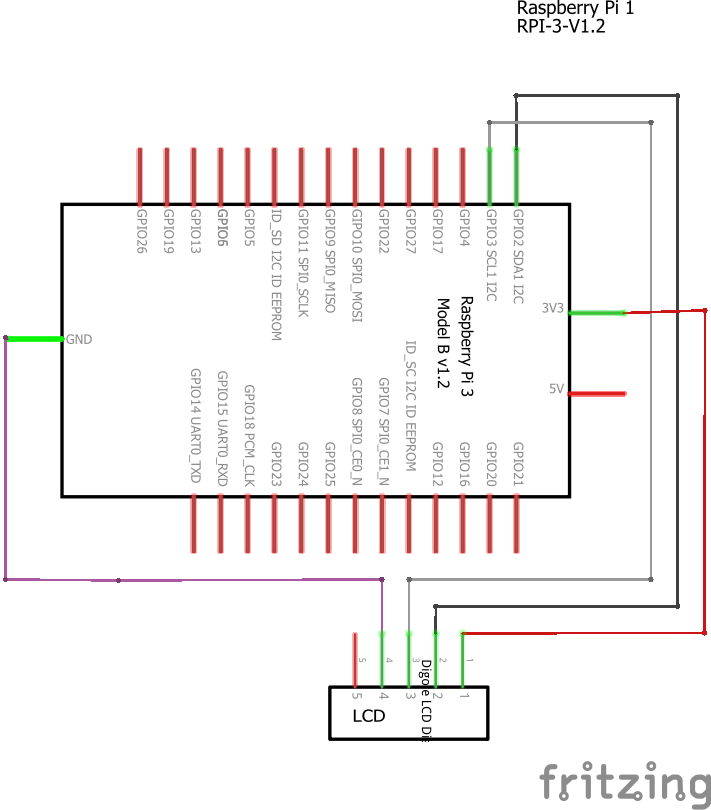 Raspberry Pi 1
RPI-3-V1.2
GPIO26
GPIO19
GPIO13
GPIO6
GPIO5
ID_SD I2C ID EEPROM
GPIO11 SPI0_SCLK
GPIO9 SPI0_MISO
GIPO10 SPI0_MOSI
GPIO22
GPIO27
GPIO17
GPIO4
GPIO3 SCL1 I2C
GPIO2 SDA1 I2C
3V3
5V
GND
Raspberry Pi 3
Model B v1.2
GPIO14 UART0_TXD
GPIO15 UART0_RXD
GPIO18 PCM_CLK
GPIO23
GPIO24
GPIO25
GPIO8 SPI0_CE0_N
GPIO7 SPI0_CE1_N
ID_SC I2C ID EEPROM
GPIO12
GPIO16
GPIO20
GPIO21
5
4
3
2
1
5
4
3
2
1
Digole LCD Dis
LCD
fritzing